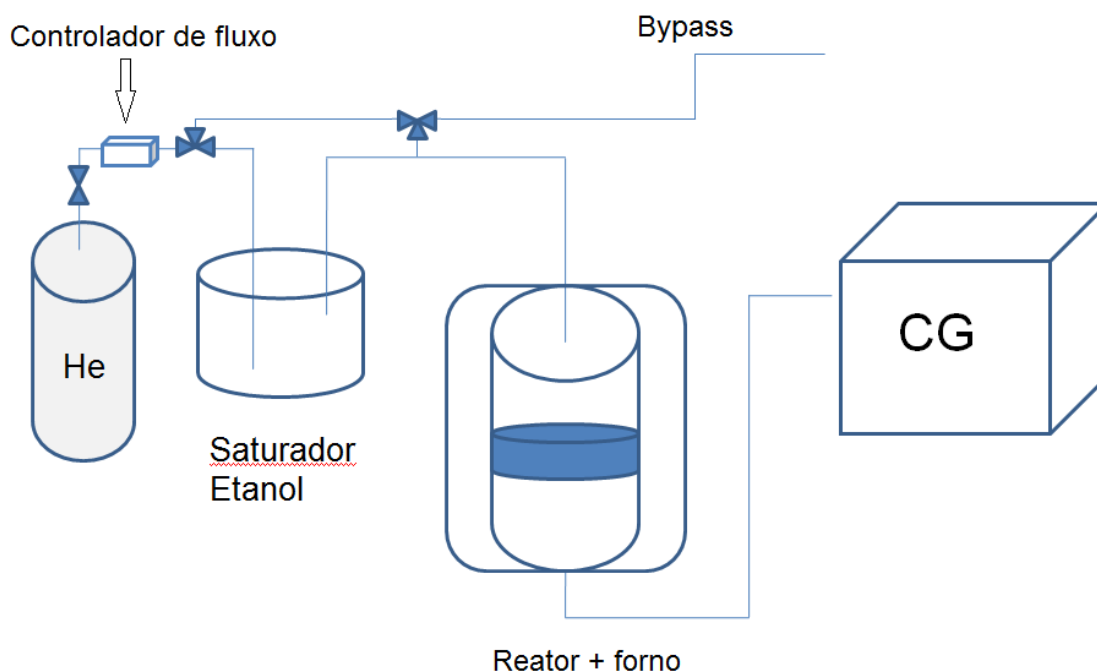 Controlador de fluxo
Bypass
He
CG
Saturador
Etanol
Reator + forno